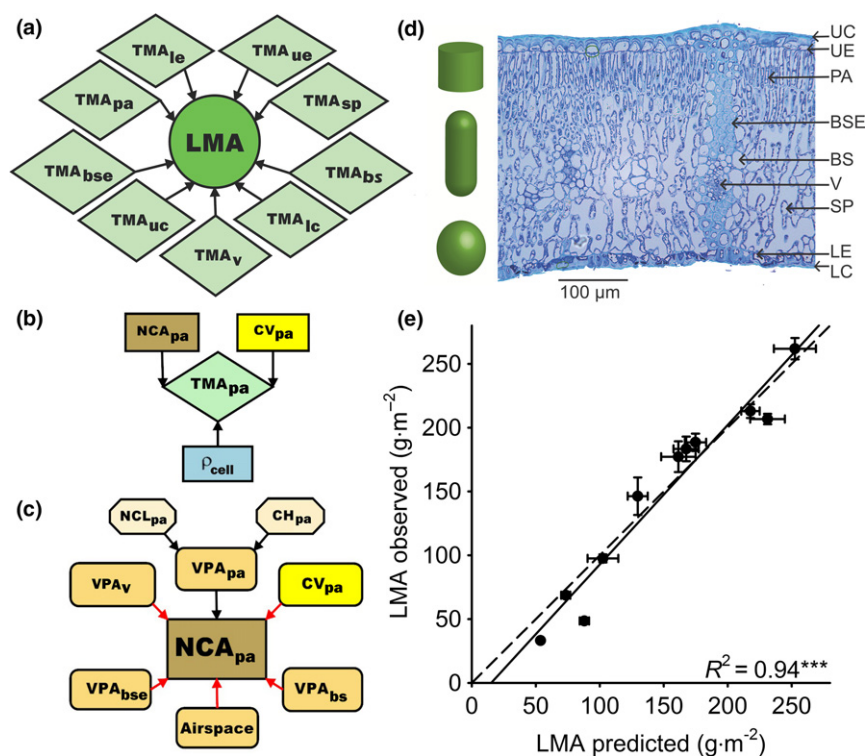 (a)
TMAle
TMAue
TMApa
TMAsp
LMA
TMAbse
TMAbs
TMAuc
TMAlc
TMAv
(b)
NCApa
CVpa
TMApa
ρcell
(c)
NCLpa
CHpa
VPApa
VPAv
CVpa
NCApa
VPAbse
VPAbs
Airspace
(d)
UC
UE
PA
BSE
BS
V
SP
LE
LC
100 µm
(e)
LMA observed (g·m−2)
250
200
150
100
50
0
0 50 100 150 200 250
R2 = 0.94***
LMA predicted (g·m−2)